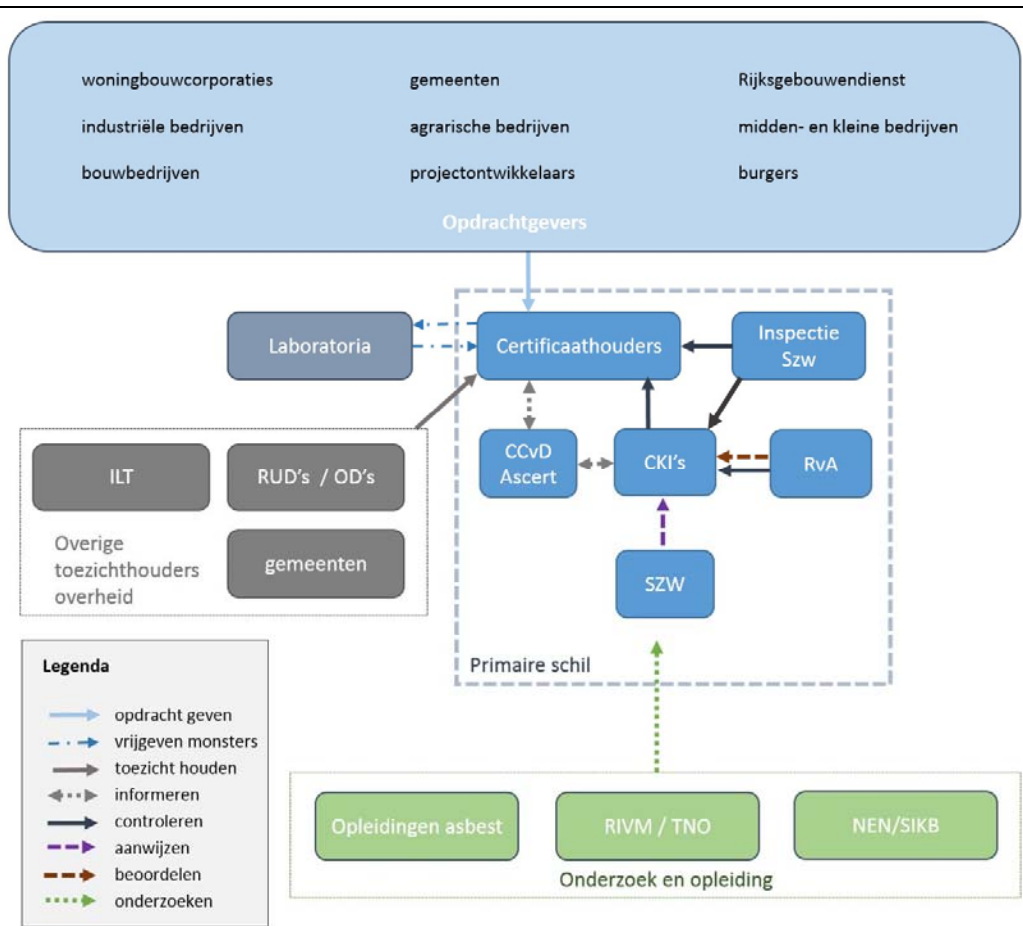 woningbouwcorporaties
gemeenten
Rijksgebouwendienst
industriële bedrijven
agrarische bedrijven
midden- en kleine bedrijven
bouwbedrijven
projectontwikkelaars
burgers
Opdrachtgevers
Laboratoria
Certificaathouders
Inspectie
Szw
CCvD
Ascert
CKI's
RvA
ILT
RUD's / OD's
Overige
toezichthouders
overheid
gemeenten
SZW
Primaire schil
Legenda
opdracht geven
vrijgeven monsters
toezicht houden
informeren
controleren
aanwijzen
beoordelen
onderzoeken
Opleidingen asbest
RIVM / TNO
NEN/SIKB
Onderzoek en opleiding